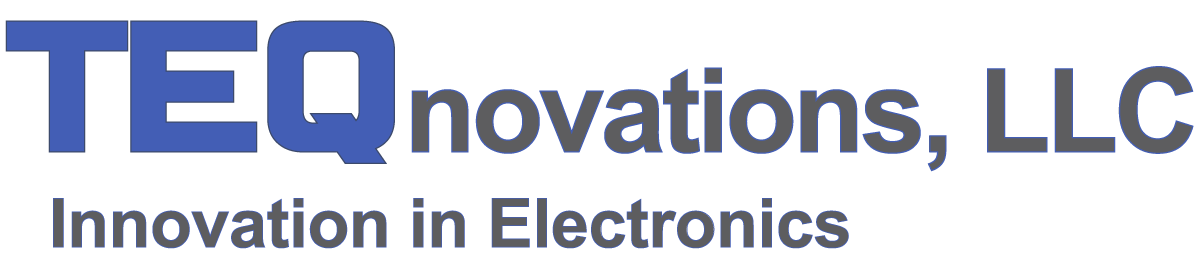 TEQnovations, LLC
Innovation in Electronics